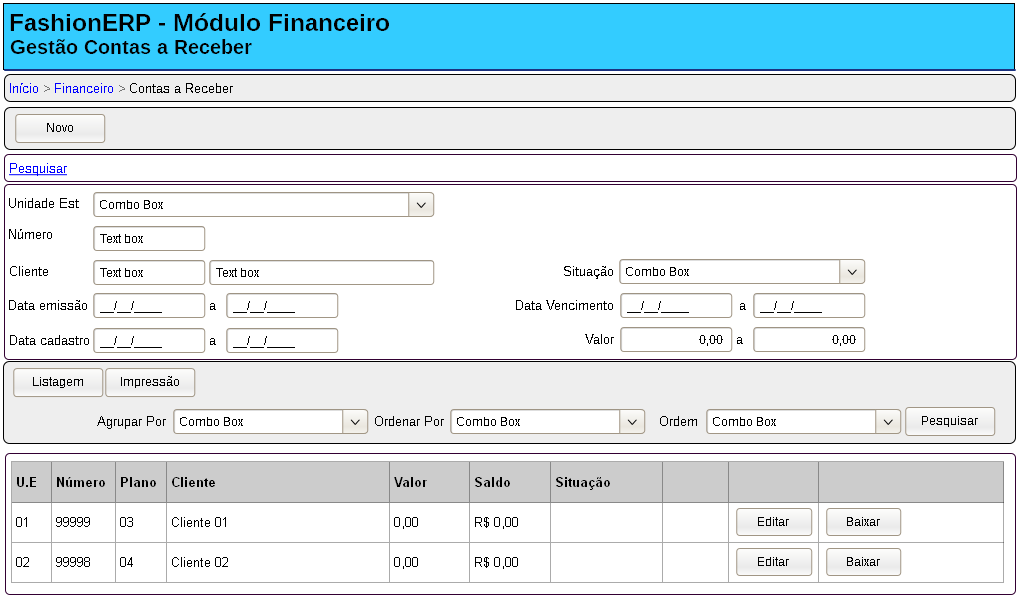 FashionERP - Módulo Financeiro
Gestão Contas a Receber
Início > Financeiro > Contas a Receber
Novo
Pesquisar
Unidade Est Combo Box
Número Text box
Cliente Text box Text box Situação Combo Box
Data emissão __/__/____ a __/__/____ Data Vencimento __/__/____ a __/__/____
Data cadastro __/__/____ a __/__/____ Valor 0,00 a 0,00
Listagem Impressão
Agrupar Por Combo Box Ordenar Por Combo Box Ordem Combo Box Pesquisar
U.E Número Plano Cliente Valor Saldo Situação
01 99999 03 Cliente 01 0,00 R$ 0,00 Editar Baixar
02 99998 04 Cliente 02 0,00 R$ 0,00 Editar Baixar